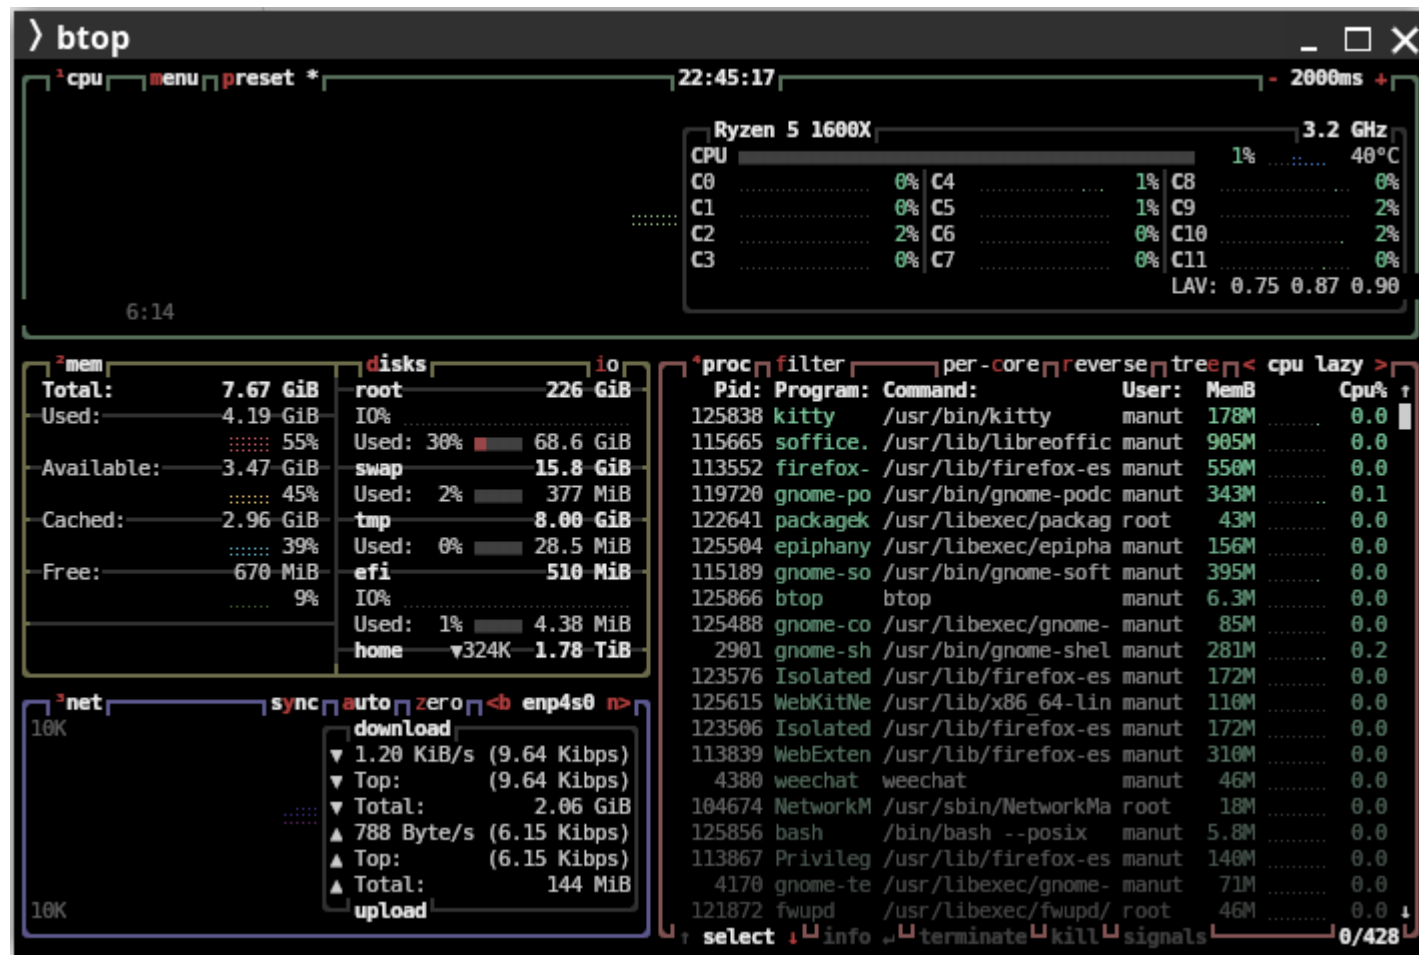 btop
¹cpu menu preset * 22:45:17 - 2000ms +
Ryzen 5 1600X 3.2 GHz
CPU 1% 40°C
C0 0% C4 1% C8 0%
C1 0% C5 1% C9 2%
C2 2% C6 0% C10 2%
C3 0% C7 0% C11 0%
LAV: 0.75 0.87 0.90
6:14
²mem
Total: 7.67 GiB
Used: 4.19 GiB
55%
Available: 3.47 GiB
45%
Cached: 2.96 GiB
39%
Free: 670 MiB
9%
disks io
root 226 GiB
IO%
Used: 30% 68.6 GiB
swap 15.8 GiB
Used: 2% 377 MiB
tmp 8.00 GiB
Used: 0% 28.5 MiB
efi 510 MiB
IO%
Used: 1% 4.38 MiB
home ▼324K 1.78 TiB
³net sync auto zero <b enp4s0 n>
10K
download
▼ 1.20 KiB/s (9.64 Kibps)
▼ Top: (9.64 Kibps)
▼ Total: 2.06 GiB
▲ 788 Byte/s (6.15 Kibps)
▲ Top: (6.15 Kibps)
▲ Total: 144 MiB
10K
upload
⁴proc filter per-core reverse tree < cpu lazy >
Pid: Program: Command: User: MemB Cpu% ↑
125838 kitty /usr/bin/kitty manut 178M 0.0
115665 soffice. /usr/lib/libreoffic manut 905M 0.0
113552 firefox- /usr/lib/firefox-es manut 550M 0.0
119720 gnome-po /usr/bin/gnome-podc manut 343M 0.1
122641 packagek /usr/libexec/packag root 43M 0.0
125504 epiphany /usr/libexec/epipha manut 156M 0.0
115189 gnome-so /usr/bin/gnome-soft manut 395M 0.0
125866 btop btop manut 6.3M 0.0
125488 gnome-co /usr/libexec/gnome- manut 85M 0.0
2901 gnome-sh /usr/bin/gnome-shel manut 281M 0.2
123576 Isolated /usr/lib/firefox-es manut 172M 0.0
125615 WebKitNe /usr/lib/x86_64-lin manut 110M 0.0
123506 Isolated /usr/lib/firefox-es manut 172M 0.0
113839 WebExten /usr/lib/firefox-es manut 310M 0.0
4380 weechat weechat manut 46M 0.0
104674 NetworkM /usr/sbin/NetworkMa root 18M 0.0
125856 bash /bin/bash --posix manut 5.8M 0.0
113867 Privileg /usr/lib/firefox-es manut 140M 0.0
4170 gnome-te /usr/libexec/gnome- manut 71M 0.0
121872 fwupd /usr/libexec/fwupd/ root 46M 0.0 ↓
↑ select ↓ info ↵ terminate kill signals 0/428